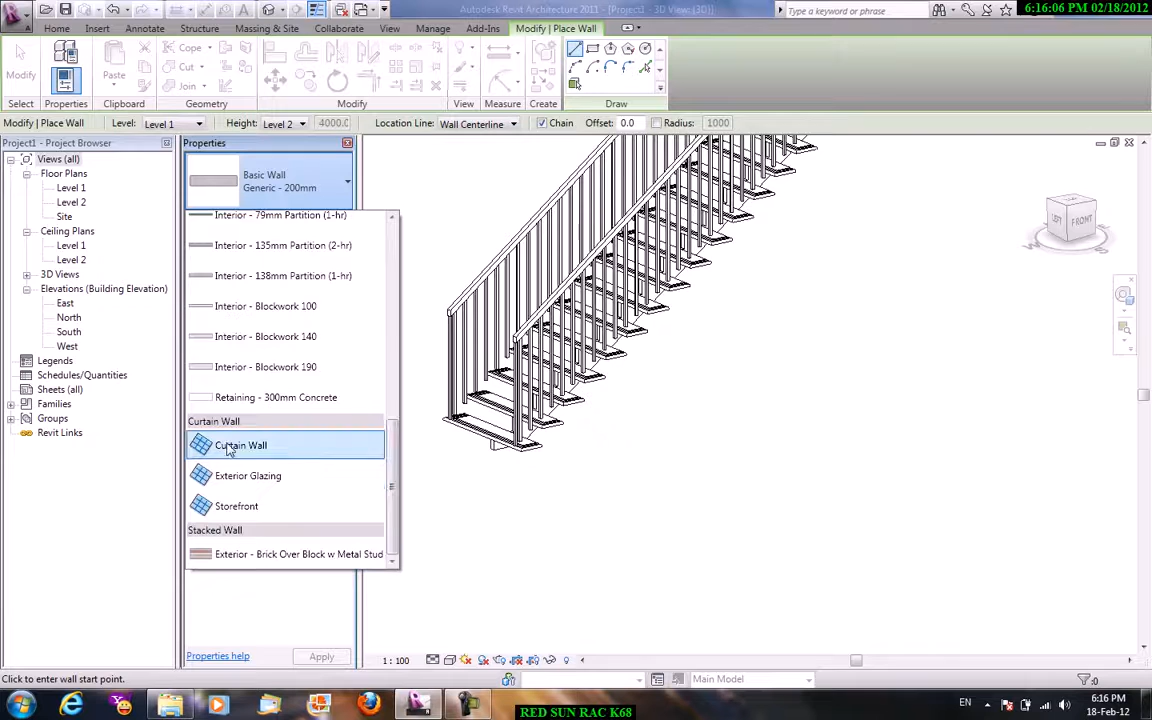 Autodesk Revit Architecture 2011 - [Project1 - 3D View: {3D}]
Type a keyword or phrase
6:16:06 PM 02/18/2012
Home Insert Annotate Structure Massing & Site Collaborate View Manage Add-Ins Modify | Place Wall
Modify Paste Cope Cut Join
Select Properties Clipboard Geometry Modify View Measure Create Draw
Modify | Place Wall Level: Level 1 Height: Level 2 4000.0 Location Line: Wall Centerline Chain Offset: 0.0 Radius: 1000
Project1 - Project Browser
Views (all)
Floor Plans
Level 1
Level 2
Site
Ceiling Plans
Level 1
Level 2
3D Views
Elevations (Building Elevation)
East
North
South
West
Legends
Schedules/Quantities
Sheets (all)
Families
Groups
Revit Links
Properties
Basic Wall
Generic - 200mm
Interior - 79mm Partition (1-hr)
Interior - 135mm Partition (2-hr)
Interior - 138mm Partition (1-hr)
Interior - Blockwork 100
Interior - Blockwork 140
Interior - Blockwork 190
Retaining - 300mm Concrete
Curtain Wall
Curtain Wall
Exterior Glazing
Storefront
Stacked Wall
Exterior - Brick Over Block w Metal Stud
Properties help Apply
LEFT FRONT
1 : 100
Click to enter wall start point.
Main Model
:0
EN
6:16 PM
18-Feb-12
RED SUN RAC K68